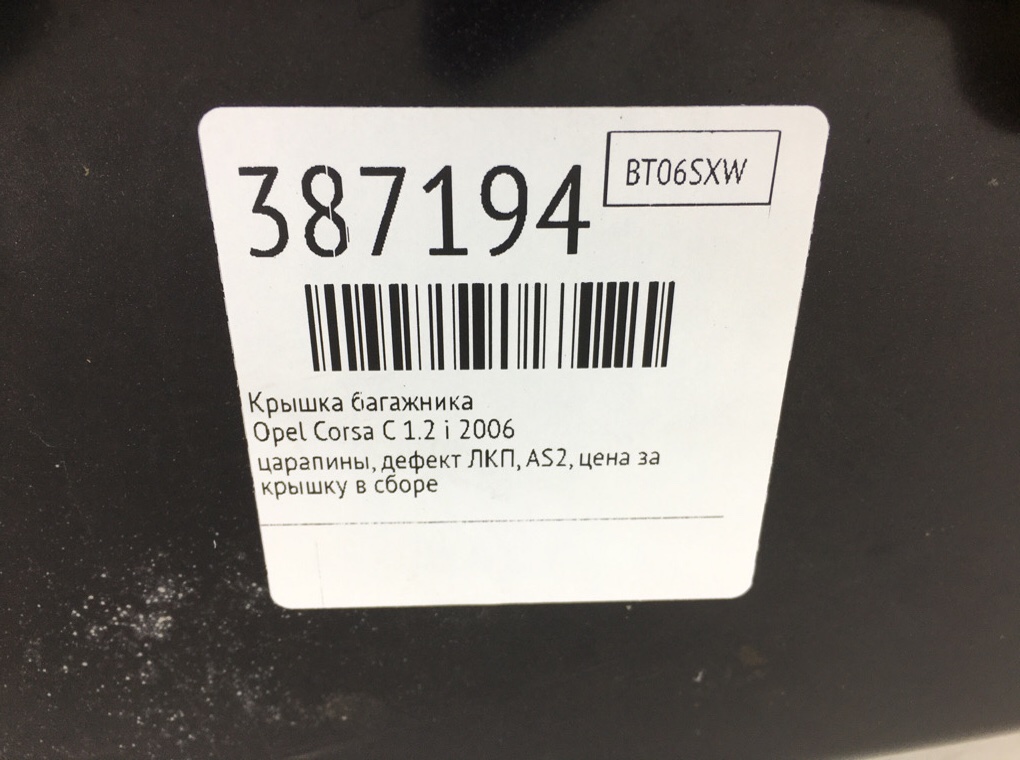 387194
BT06SXW
Крышка багажника
Opel Corsa C 1.2 i 2006
царапины, дефект ЛКП, AS2, цена за
крышку в сборе